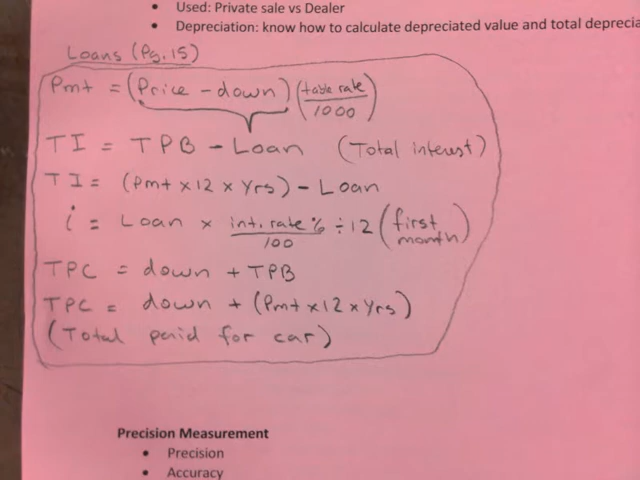 • Used: Private sale vs Dealer
• Depreciation: know how to calculate depreciated value and total deprecia
Loans (Pg. 15)
Pmt = (Price - down) (table rate / 1000)
TI = TPB - Loan (Total interest)
TI = (Pmt x 12 x Yrs) - Loan
i = Loan x int. rate % / 100 ÷ 12 (first month)
TPC = down + TPB
TPC = down + (Pmt x 12 x Yrs)
(Total paid for car)
Precision Measurement
• Precision
• Accuracy